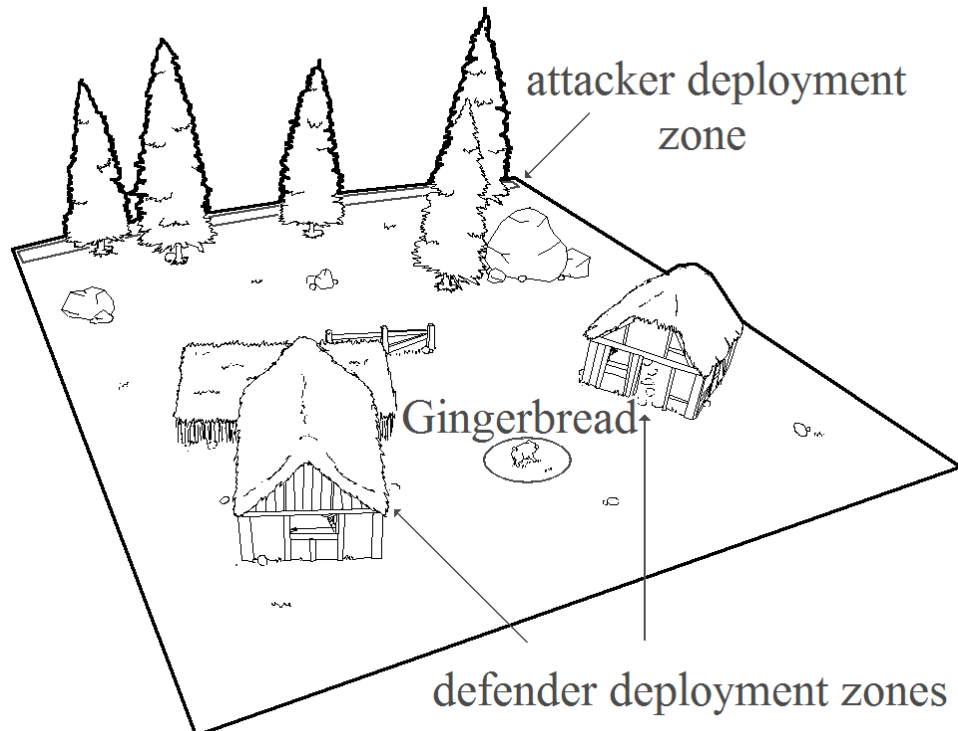 attacker deployment
zone
Gingerbread
defender deployment zones